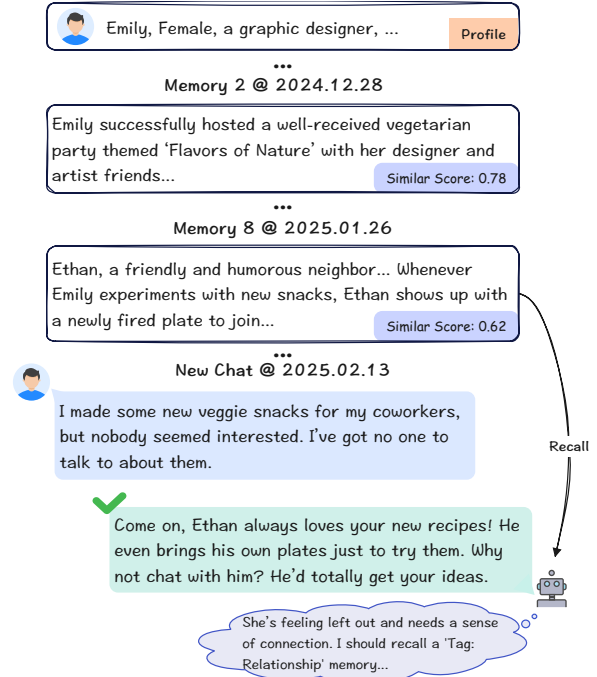 Emily, Female, a graphic designer, ...
Profile
...
Memory 2 @ 2024.12.28
Emily successfully hosted a well-received vegetarian
party themed ‘Flavors of Nature’ with her designer and
artist friends...
Similar Score: 0.78
...
Memory 8 @ 2025.01.26
Ethan, a friendly and humorous neighbor... Whenever
Emily experiments with new snacks, Ethan shows up with
a newly fired plate to join...
Similar Score: 0.62
...
New Chat @ 2025.02.13
I made some new veggie snacks for my coworkers,
but nobody seemed interested. I’ve got no one to
talk to about them.
Recall
Come on, Ethan always loves your new recipes! He
even brings his own plates just to try them. Why
not chat with him? He’d totally get your ideas.
She’s feeling left out and needs a sense
of connection. I should recall a 'Tag:
Relationship' memory...